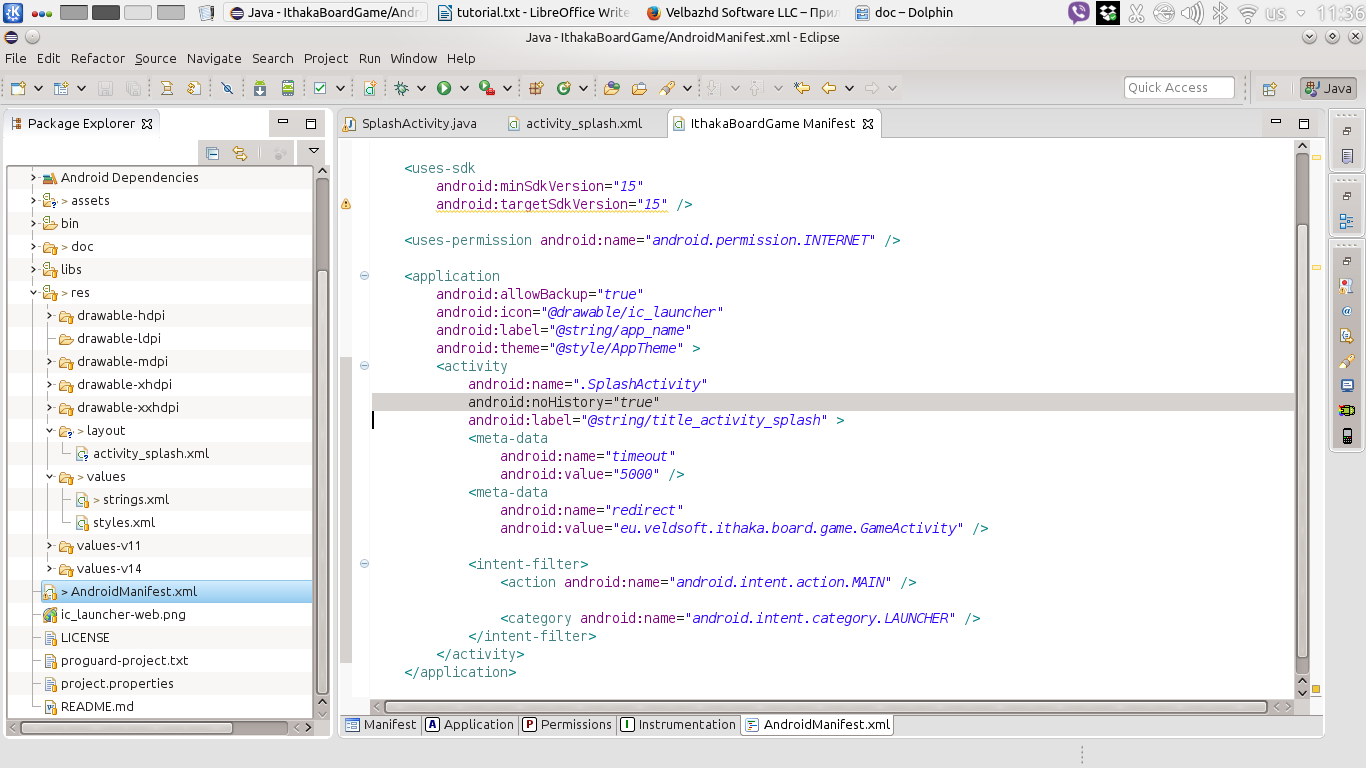 Java - IthakaBoardGame/Andro
tutorial.txt - LibreOffice Write
Velbazhd Software LLC – При
doc – Dolphin
us
11:36
Java - IthakaBoardGame/AndroidManifest.xml - Eclipse
File Edit Refactor Source Navigate Search Project Run Window Help
Quick Access
Java
Package Explorer
SplashActivity.java
activity_splash.xml
IthakaBoardGame Manifest
Android Dependencies
> assets
bin
> doc
libs
> res
drawable-hdpi
drawable-ldpi
drawable-mdpi
drawable-xhdpi
drawable-xxhdpi
> layout
activity_splash.xml
> values
> strings.xml
styles.xml
values-v11
values-v14
> AndroidManifest.xml
ic_launcher-web.png
LICENSE
proguard-project.txt
project.properties
README.md
<uses-sdk
android:minSdkVersion="15"
android:targetSdkVersion="15" />
<uses-permission android:name="android.permission.INTERNET" />
<application
android:allowBackup="true"
android:icon="@drawable/ic_launcher"
android:label="@string/app_name"
android:theme="@style/AppTheme" >
<activity
android:name=".SplashActivity"
android:noHistory="true"
android:label="@string/title_activity_splash" >
<meta-data
android:name="timeout"
android:value="5000" />
<meta-data
android:name="redirect"
android:value="eu.veldsoft.ithaka.board.game.GameActivity" />
<intent-filter>
<action android:name="android.intent.action.MAIN" />
<category android:name="android.intent.category.LAUNCHER" />
</intent-filter>
</activity>
</application>
Manifest
A Application
P Permissions
I Instrumentation
AndroidManifest.xml